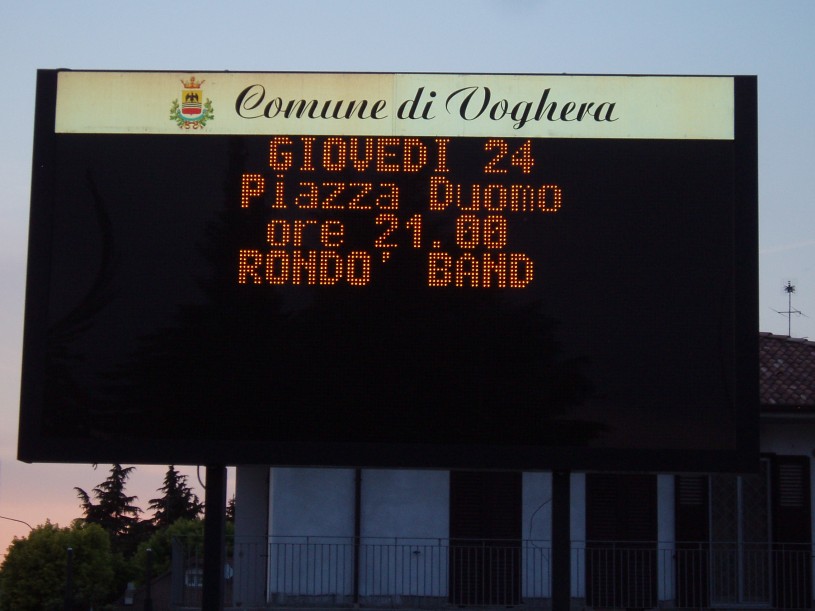 Comune di Voghera
GIOVEDI 24
Piazza Duomo
ore 21.00
RONDO' BAND